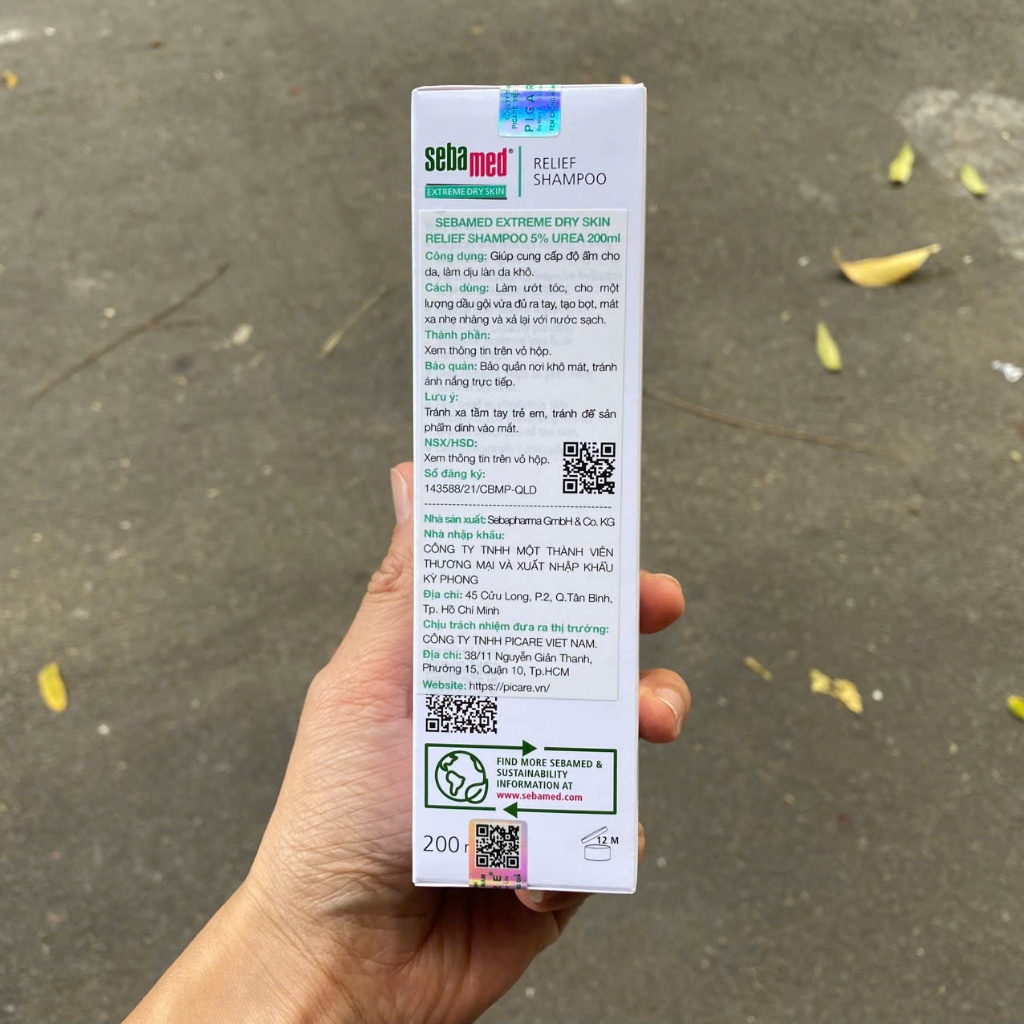 PICARE
sebamed®
EXTREME DRY SKIN
RELIEF
SHAMPOO
SEBAMED EXTREME DRY SKIN
RELIEF SHAMPOO 5% UREA 200ml
Công dụng: Giúp cung cấp độ ẩm cho
da, làm dịu làn da khô.
Cách dùng: Làm ướt tóc, cho một
lượng dầu gội vừa đủ ra tay, tạo bọt, mát
xa nhẹ nhàng và xả lại với nước sạch.
Thành phần:
Xem thông tin trên vỏ hộp.
Bảo quản: Bảo quản nơi khô mát, tránh
ánh nắng trực tiếp.
Lưu ý:
Tránh xa tầm tay trẻ em, tránh để sản
phẩm dính vào mắt.
NSX/HSD:
Xem thông tin trên vỏ hộp.
Số đăng ký:
143588/21/CBMP-QLD
Nhà sản xuất: Sebapharma GmbH & Co. KG
Nhà nhập khẩu:
CÔNG TY TNHH MỘT THÀNH VIÊN
THƯƠNG MẠI VÀ XUẤT NHẬP KHẨU
KỲ PHONG
Địa chỉ: 45 Cửu Long, P.2, Q.Tân Bình,
Tp. Hồ Chí Minh
Chịu trách nhiệm đưa ra thị trường:
CÔNG TY TNHH PICARE VIET NAM.
Địa chỉ: 38/11 Nguyễn Giản Thanh,
Phường 15, Quận 10, Tp.HCM
Website: https://picare.vn/
FIND MORE SEBAMED &
SUSTAINABILITY
INFORMATION AT
www.sebamed.com
200
12 M